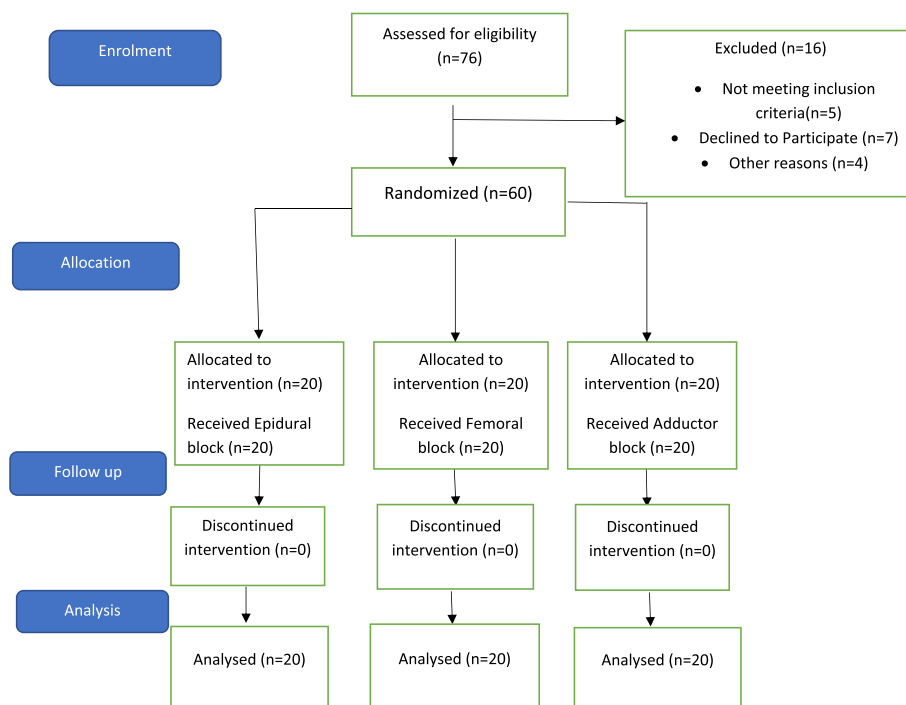 Enrolment
Assessed for eligibility
(n=76)
Excluded (n=16)
• Not meeting inclusion
criteria(n=5)
• Declined to Participate (n=7)
• Other reasons (n=4)
Randomized (n=60)
Allocation
Allocated to
intervention (n=20)
Received Epidural
block (n=20)
Allocated to
intervention (n=20)
Received Femoral
block (n=20)
Allocated to
intervention (n=20)
Received Adductor
block (n=20)
Follow up
Discontinued
intervention (n=0)
Discontinued
intervention (n=0)
Discontinued
intervention (n=0)
Analysis
Analysed (n=20)
Analysed (n=20)
Analysed (n=20)